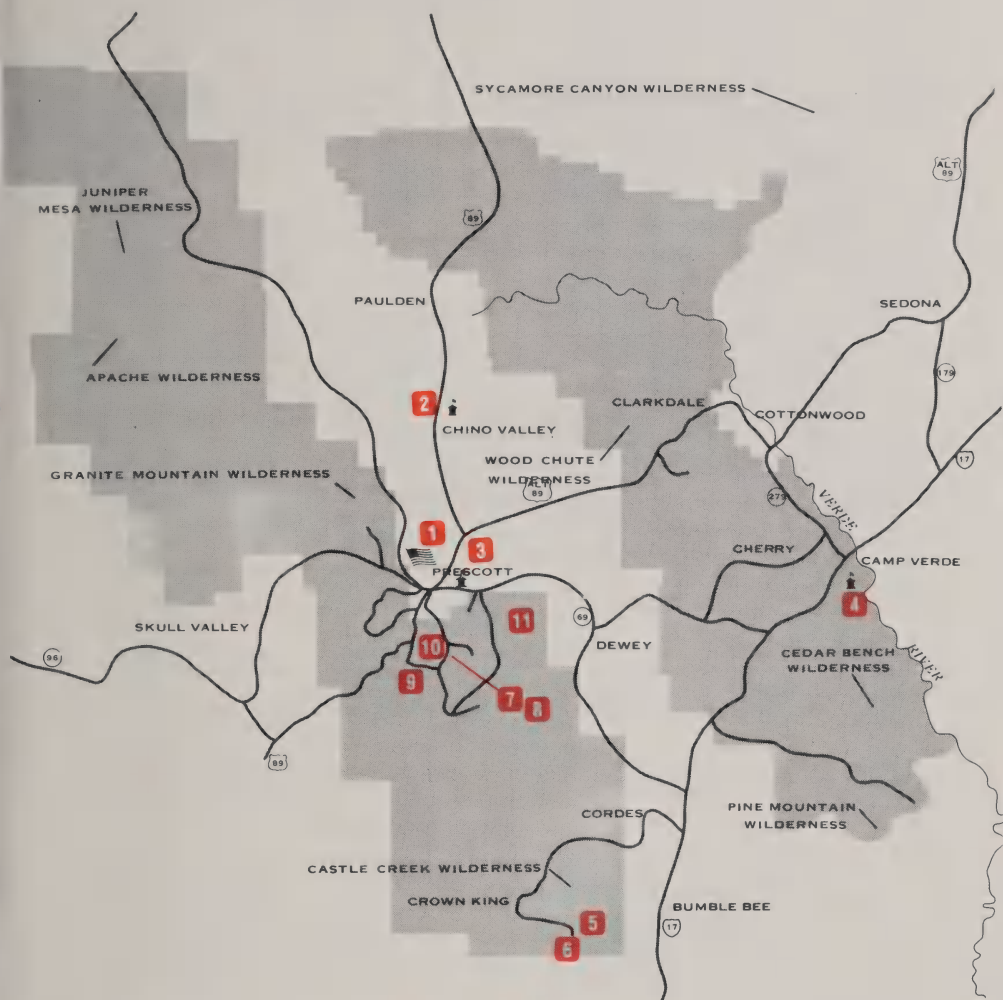 SYCAMORE CANYON WILDERNESS
ALT
89
JUNIPER
MESA WILDERNESS
89
PAULDEN
SEDONA
179
APACHE WILDERNESS
2
CLARKDALE
COTTONWOOD
CHINO VALLEY
WOOD CHUTE
WILDERNESS
17
GRANITE MOUNTAIN WILDERNESS
ALT
89
279
VERDE
1
3
CHERRY
CAMP VERDE
PRESCOTT
4
11
69
SKULL VALLEY
DEWEY
10
CEDAR BENCH
WILDERNESS
RIVER
96
9
7
8
89
CORDES
PINE MOUNTAIN
WILDERNESS
CASTLE CREEK WILDERNESS
CROWN KING
BUMBLE BEE
5
17
6